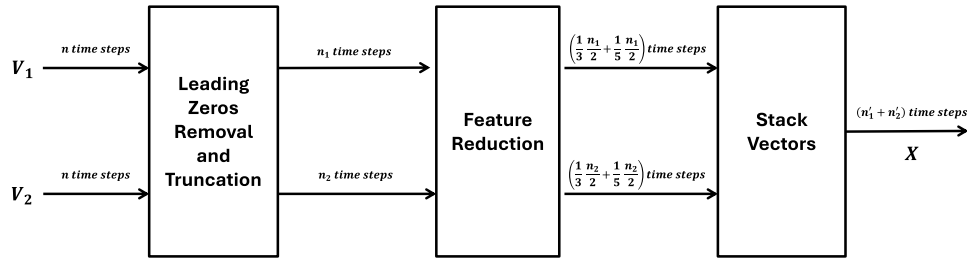 n time steps
V₁
n₁ time steps
(1/3 n₁/2 + 1/5 n₁/2) time steps
Leading
Zeros
Removal
and
Truncation
Feature
Reduction
Stack
Vectors
(n₁′ + n₂′) time steps
X
n time steps
V₂
n₂ time steps
(1/3 n₂/2 + 1/5 n₂/2) time steps